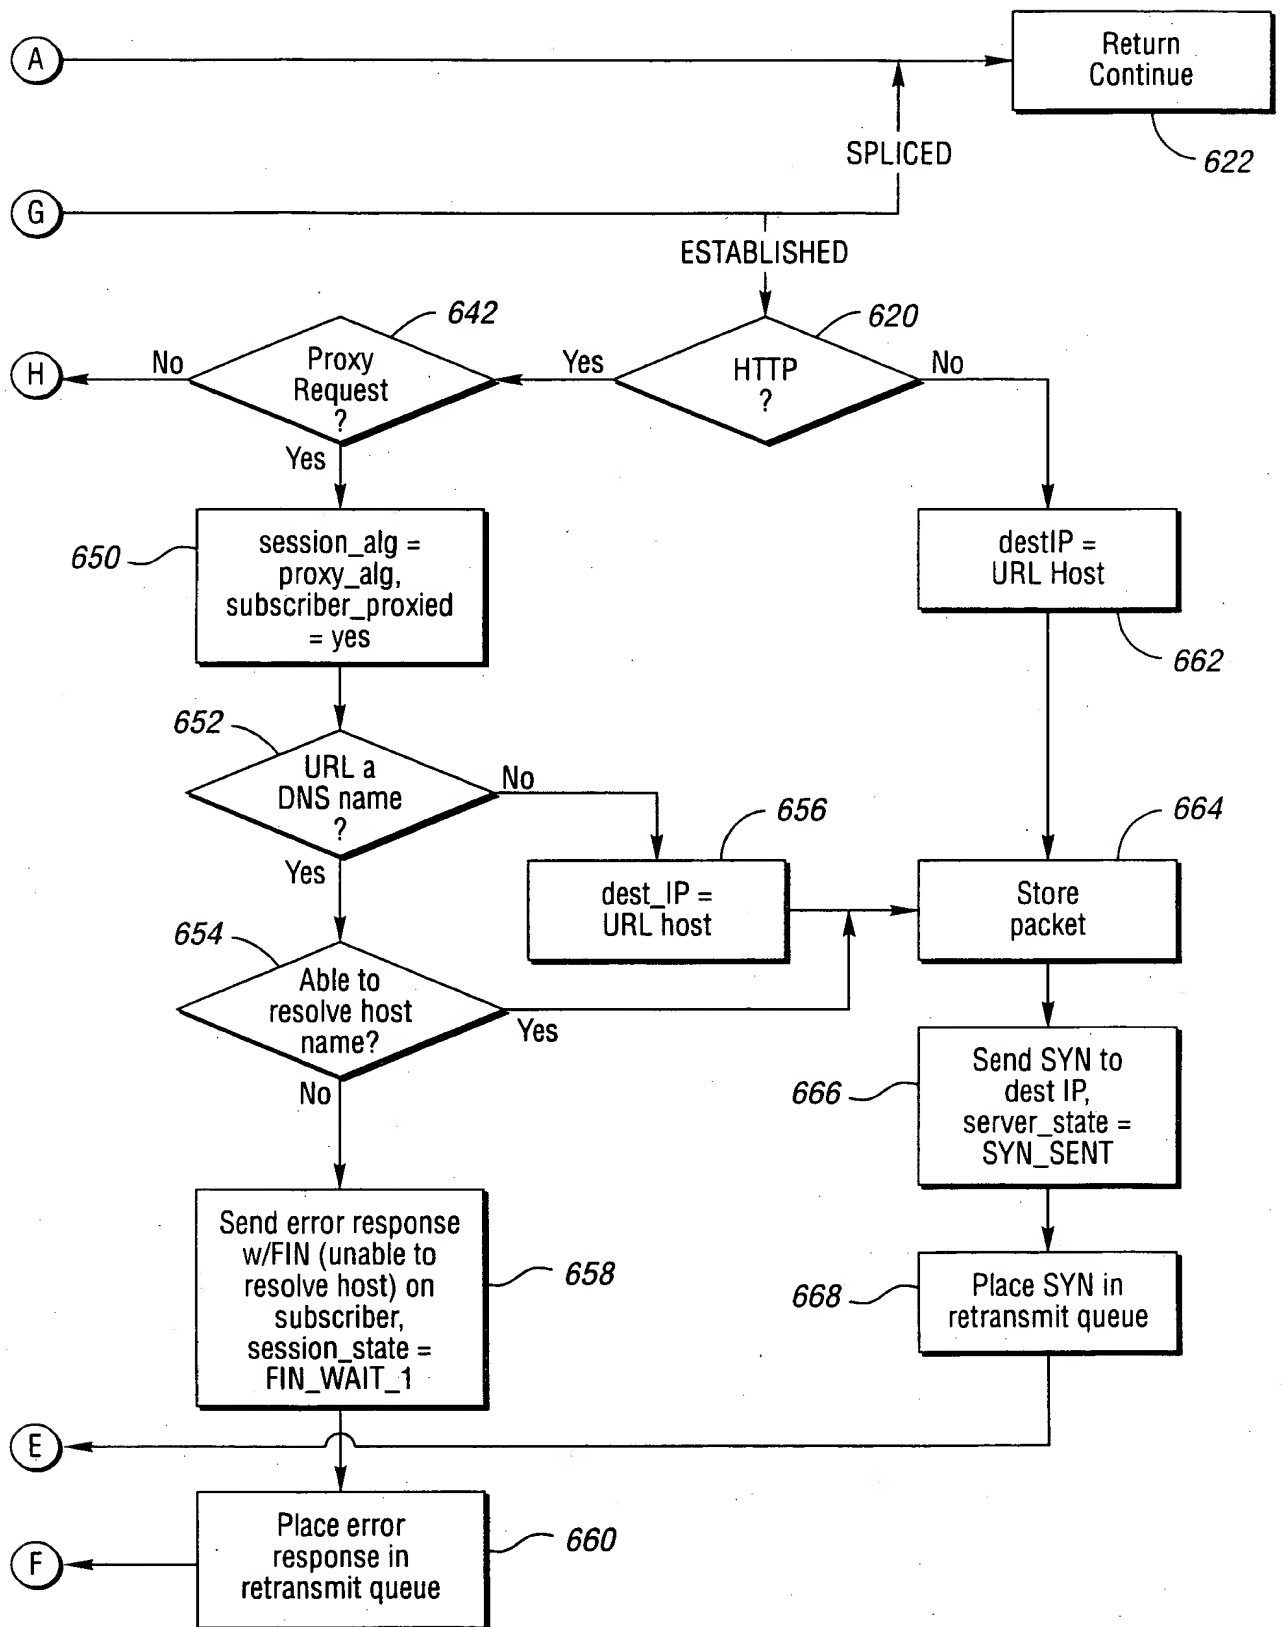 A
Return
Continue
622
SPLICED
G
ESTABLISHED
642
620
H
No
Proxy
Request
?
Yes
HTTP
?
No
Yes
650
session_alg =
proxy_alg,
subscriber_proxied
= yes
destIP =
URL Host
662
652
URL a
DNS name
?
No
Yes
656
dest_IP =
URL host
664
Store
packet
654
Able to
resolve host
name?
Yes
No
666
Send SYN to
dest IP,
server_state =
SYN_SENT
Send error response
w/FIN (unable to
resolve host) on
subscriber,
session_state =
FIN_WAIT_1
658
668
Place SYN in
retransmit queue
E
Place error
response in
retransmit queue
660
F